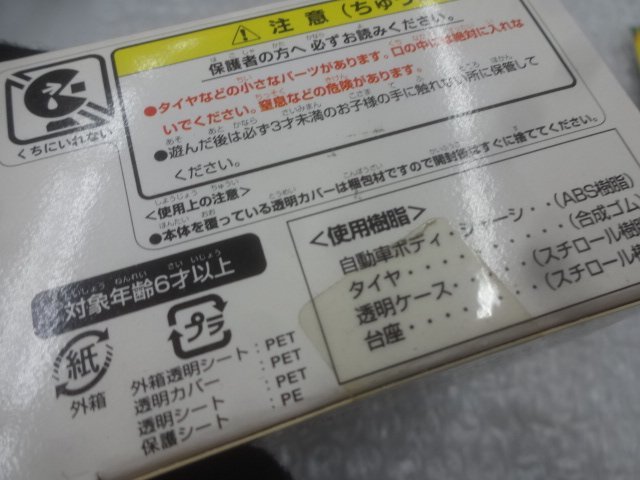 注意(ちゅう
保護者の方へ 必ずお読みください。
●タイヤなどの小さなパーツがあります。口の中には絶対に入れな
いでください。窒息などの危険があります。
●遊んだ後は必ず3才未満のお子様の手に触れない所に保管して
ください。
くちにいれない
<使用上の注意>
●本体を覆っている透明カバーは梱包材ですので開封後はすぐに捨ててください。
対象年齢6才以上
<使用樹脂>
自動車ボディ・シャーシ・・(ABS樹脂)
タイヤ・・・・・・・・・・・(合成ゴム)
透明ケース・・・・・・・(スチロール樹脂
台座・・・・・・・・・(スチロール樹
紙
外箱
プラ
外箱透明シート:PET
透明カバー:PET
透明シート:PET
保護シート:PE